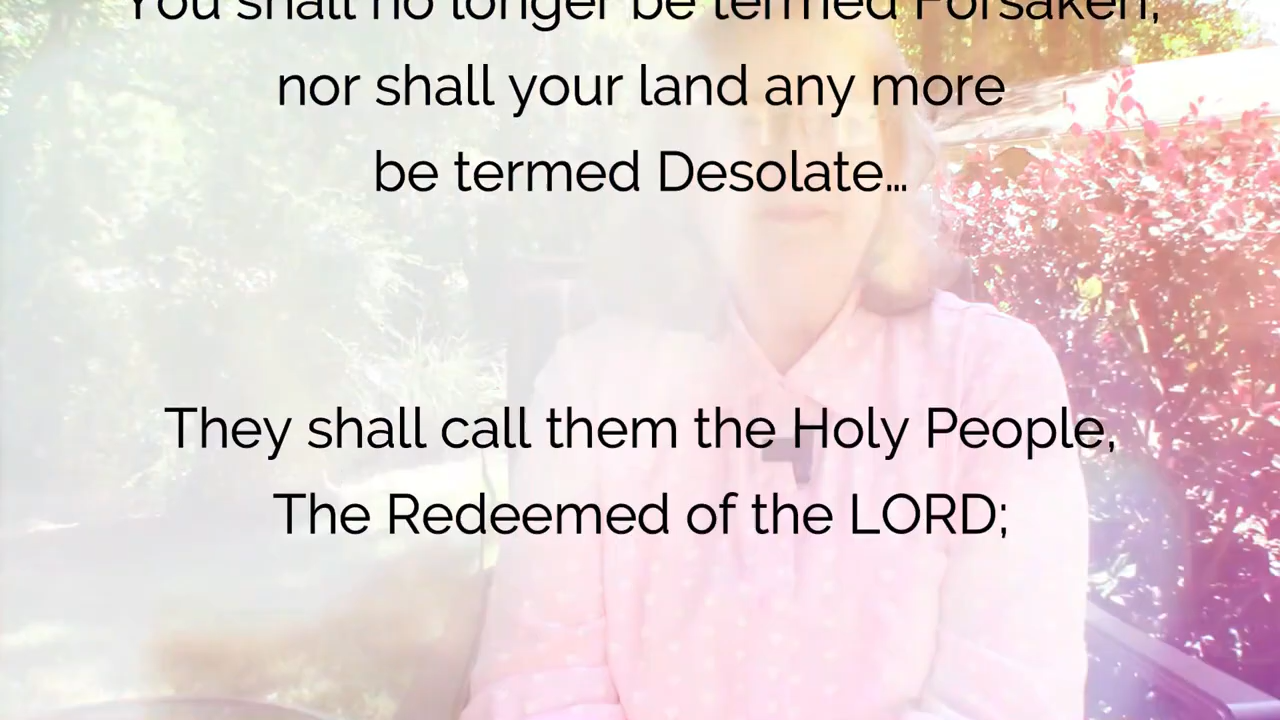 You shall no longer be termed Forsaken,
nor shall your land any more
be termed Desolate…
They shall call them the Holy People,
The Redeemed of the LORD;